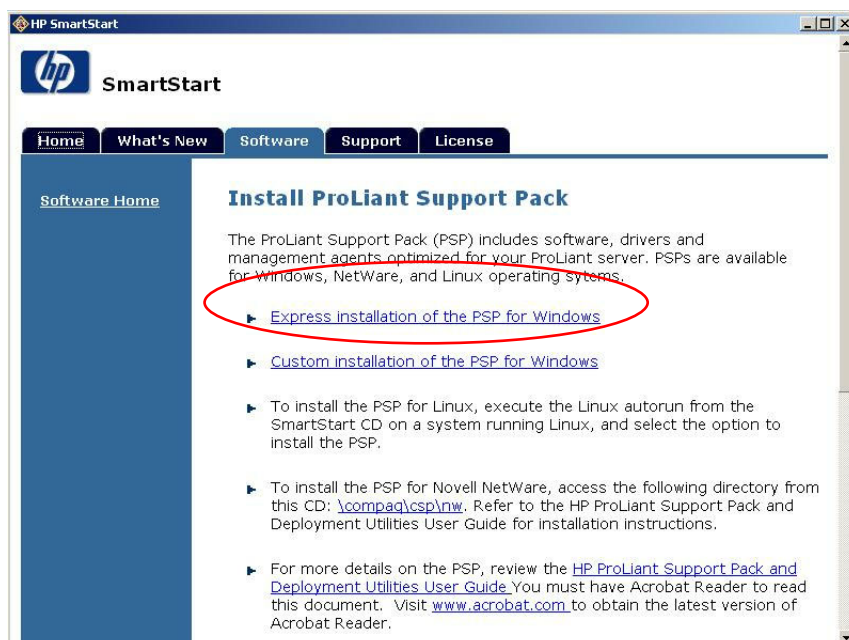 HP SmartStart
hp
SmartStart
Home What's New Software Support License
Software Home
Install ProLiant Support Pack
The ProLiant Support Pack (PSP) includes software, drivers and
management agents optimized for your ProLiant server. PSPs are available
for Windows, NetWare, and Linux operating sytems.
Express installation of the PSP for Windows
Custom installation of the PSP for Windows
To install the PSP for Linux, execute the Linux autorun from the
SmartStart CD on a system running Linux, and select the option to
install the PSP.
To install the PSP for Novell NetWare, access the following directory from
this CD: \compaq\csp\nw. Refer to the HP ProLiant Support Pack and
Deployment Utilities User Guide for installation instructions.
For more details on the PSP, review the HP ProLiant Support Pack and
Deployment Utilities User Guide You must have Acrobat Reader to read
this document. Visit www.acrobat.com to obtain the latest version of
Acrobat Reader.